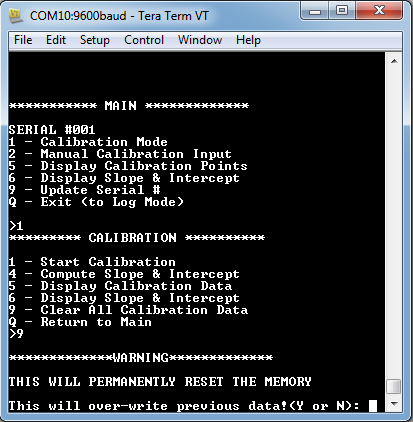 COM10:9600baud - Tera Term VT
File Edit Setup Control Window Help
*********** MAIN *************
SERIAL #001
1 - Calibration Mode
2 - Manual Calibration Input
5 - Display Calibration Points
6 - Display Slope & Intercept
9 - Update Serial #
Q - Exit (to Log Mode)
>1
********* CALIBRATION **********
1 - Start Calibration
4 - Compute Slope & Intercept
5 - Display Calibration Data
6 - Display Slope & Intercept
9 - Clear All Calibration Data
Q - Return to Main
>9
*************WARNING*************
THIS WILL PERMANENTLY RESET THE MEMORY
This will over-write previous data!(Y or N):